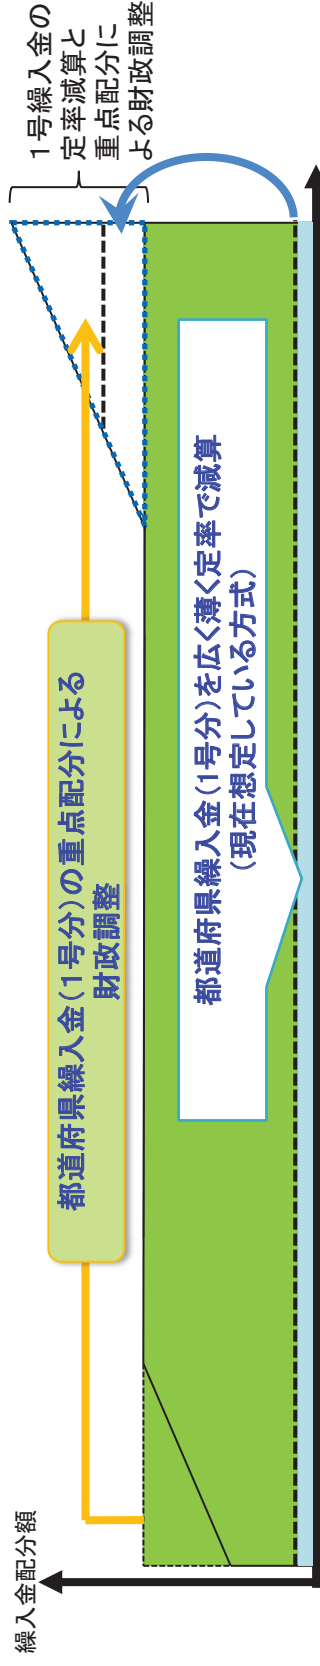 繰入金配分額
都道府県繰入金（１号分）の重点配分による
財政調整
都道府県繰入金（１号分）を広く薄く定率で減算
（現在想定している方式）
１号繰入金の
定率減算と
重点配分に
よる財政調整